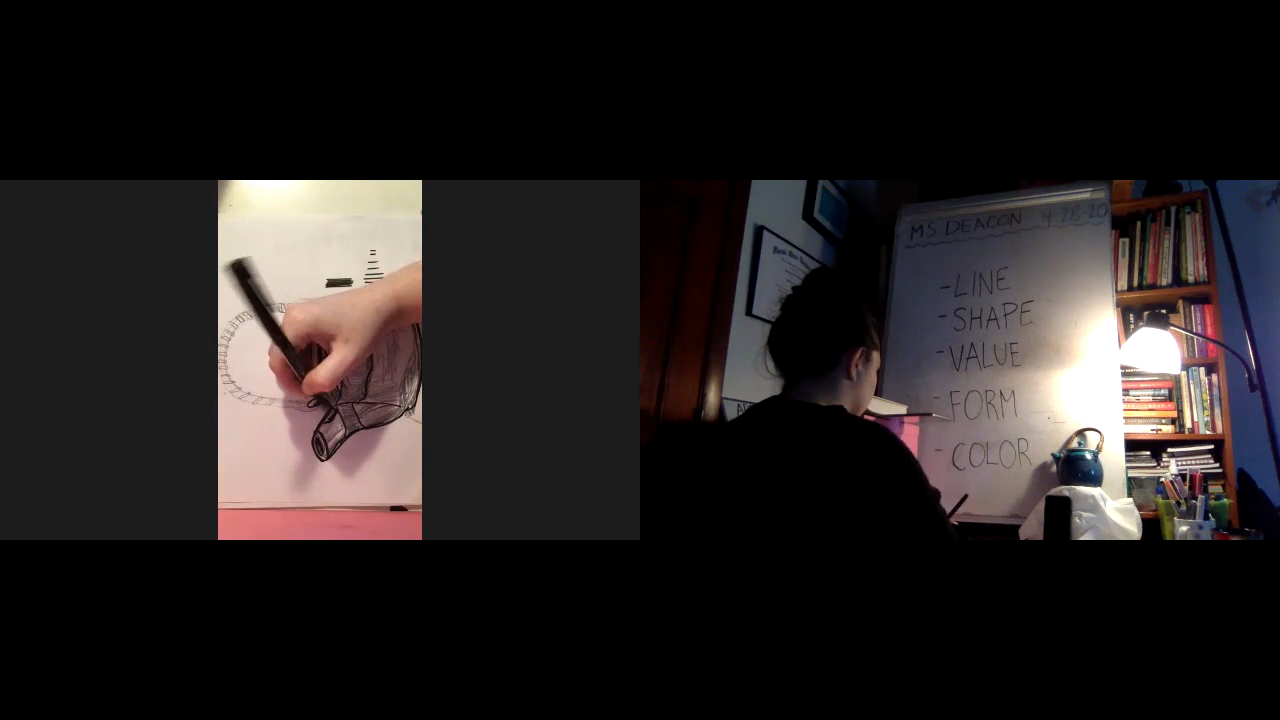 MS. DEACON 4-28-20
- LINE
- SHAPE
- VALUE
- FORM
- COLOR